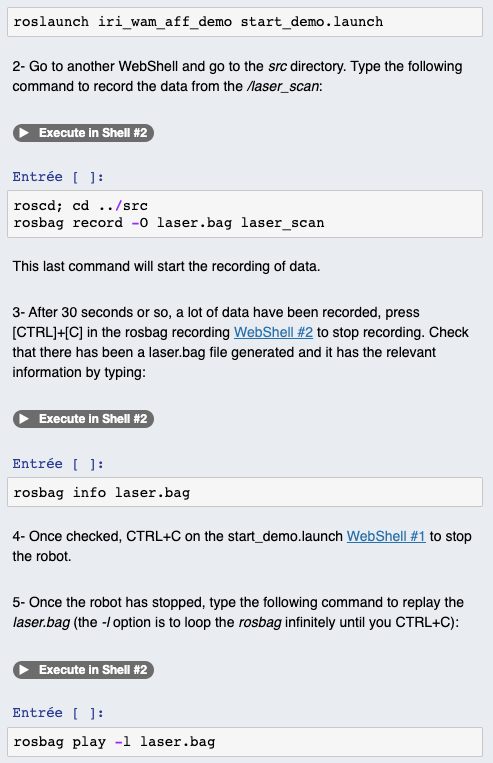 roslaunch iri_wam_aff_demo start_demo.launch
2- Go to another WebShell and go to the src directory. Type the following
command to record the data from the /laser_scan:
Execute in Shell #2
Entrée [ ]:
roscd; cd ../src
rosbag record -O laser.bag laser_scan
This last command will start the recording of data.
3- After 30 seconds or so, a lot of data have been recorded, press
[CTRL]+[C] in the rosbag recording WebShell #2 to stop recording. Check
that there has been a laser.bag file generated and it has the relevant
information by typing:
Execute in Shell #2
Entrée [ ]:
rosbag info laser.bag
4- Once checked, CTRL+C on the start_demo.launch WebShell #1 to stop
the robot.
5- Once the robot has stopped, type the following command to replay the
laser.bag (the -l option is to loop the rosbag infinitely until you CTRL+C):
Execute in Shell #2
Entrée [ ]:
rosbag play -l laser.bag